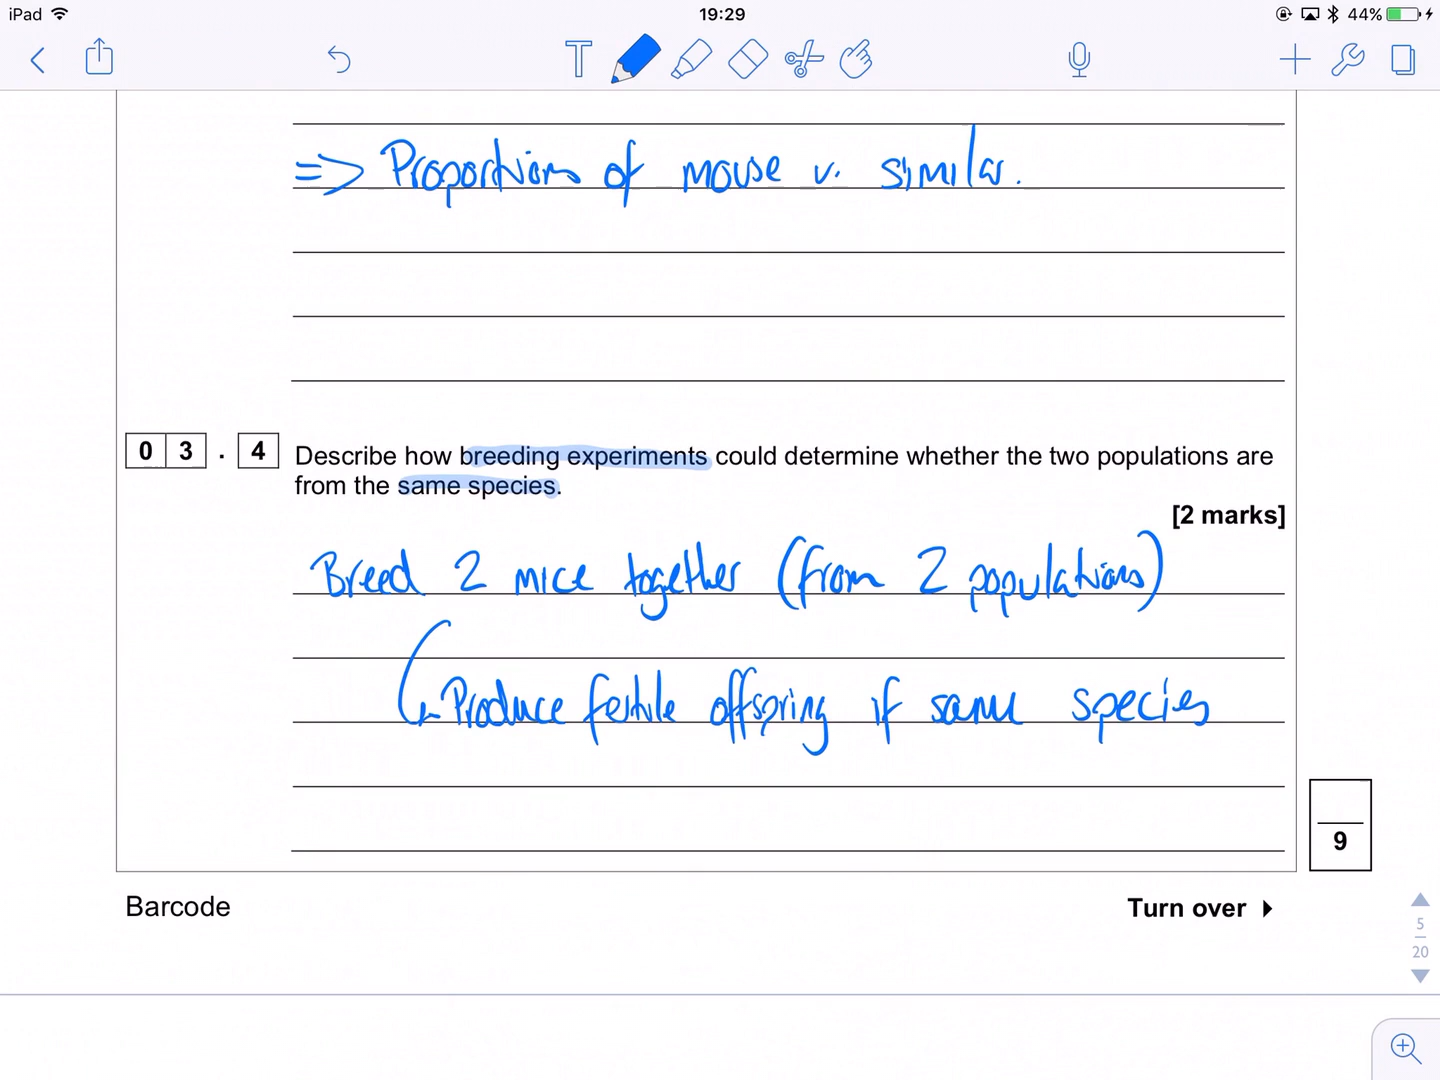 iPad
19:29
44%
=> Proportions of mouse v. similar.
0 3 . 4 Describe how breeding experiments could determine whether the two populations are
from the same species.
[2 marks]
Breed 2 mice together (from 2 populations)
Produce fertile offspring if same species
9
Barcode
Turn over
5
20